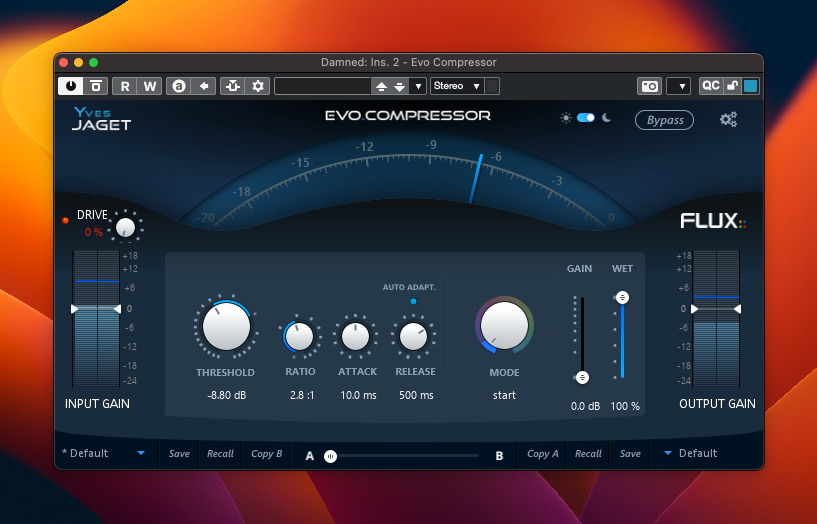 Damned: Ins. 2 - Evo Compressor
R W a Stereo QC
Yves
JAGET
EVO.COMPRESSOR
Bypass
-20 -18 -15 -12 -9 -6 -3 0
DRIVE
0 %
FLUX::
+18
+12
+6
0
-6
-12
-18
-24
INPUT GAIN
AUTO ADAPT.
THRESHOLD RATIO ATTACK RELEASE
-8.80 dB 2.8 :1 10.0 ms 500 ms
MODE
start
GAIN WET
0.0 dB 100 %
+18
+12
+6
0
-6
-12
-18
-24
OUTPUT GAIN
* Default Save Recall Copy B A B Copy A Recall Save Default